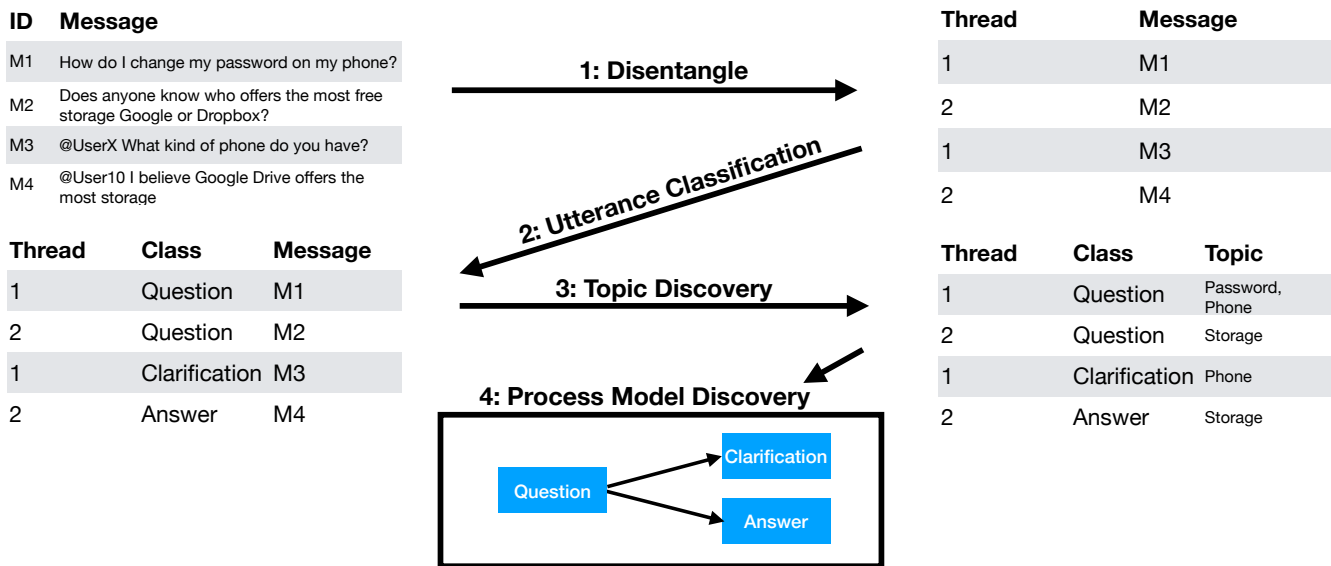 ID Message
M1 How do I change my password on my phone?
M2 Does anyone know who offers the most free
storage Google or Dropbox?
M3 @UserX What kind of phone do you have?
M4 @User10 I believe Google Drive offers the
most storage
1: Disentangle
Thread Message
1 M1
2 M2
1 M3
2 M4
2: Utterance Classification
Thread Class Message
1 Question M1
2 Question M2
1 Clarification M3
2 Answer M4
3: Topic Discovery
Thread Class Topic
1 Question Password,
Phone
2 Question Storage
1 Clarification Phone
2 Answer Storage
4: Process Model Discovery
Question
Clarification
Answer